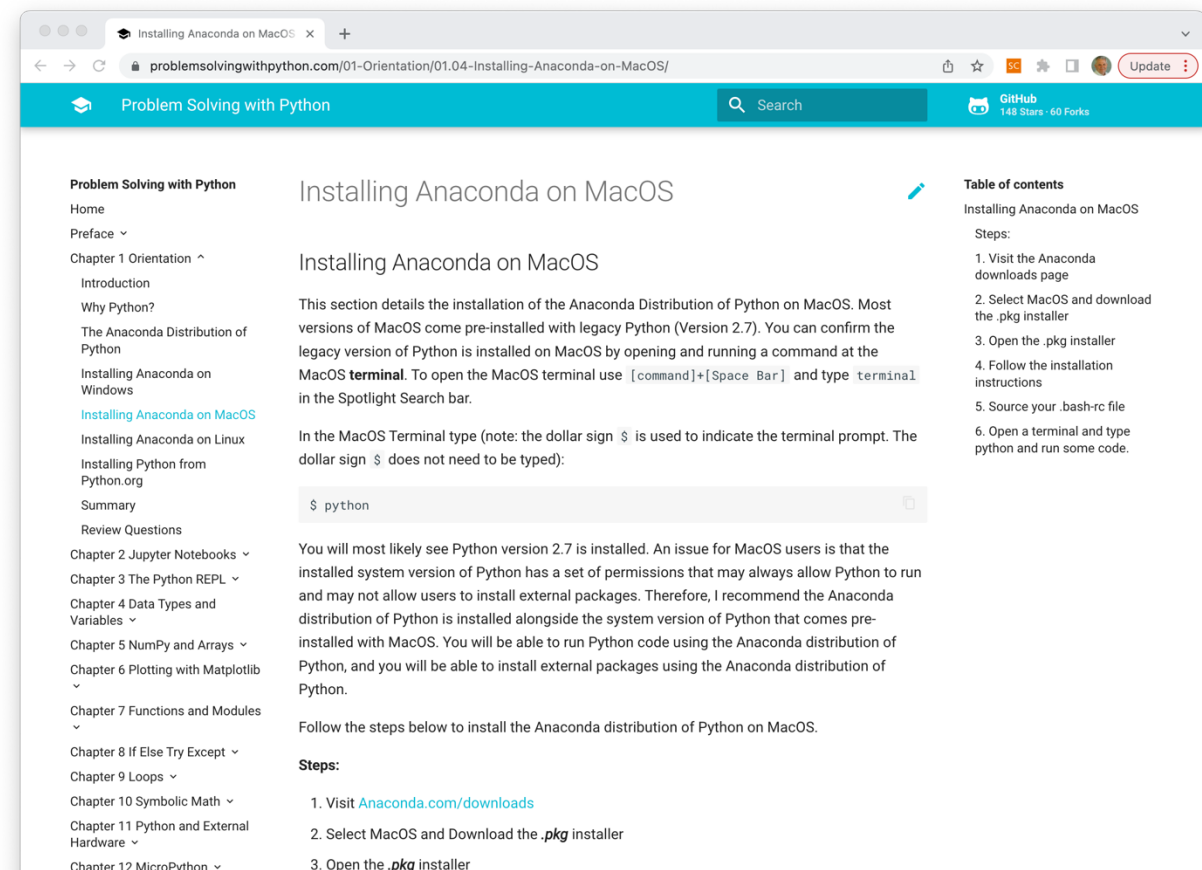 Installing Anaconda on MacOS
problemsolvingwithpython.com/01-Orientation/01.04-Installing-Anaconda-on-MacOS/
SC
Update
Problem Solving with Python
Search
GitHub
148 Stars · 60 Forks
Problem Solving with Python
Home
Preface
Chapter 1 Orientation
Introduction
Why Python?
The Anaconda Distribution of
Python
Installing Anaconda on
Windows
Installing Anaconda on MacOS
Installing Anaconda on Linux
Installing Python from
Python.org
Summary
Review Questions
Chapter 2 Jupyter Notebooks
Chapter 3 The Python REPL
Chapter 4 Data Types and
Variables
Chapter 5 NumPy and Arrays
Chapter 6 Plotting with Matplotlib
Chapter 7 Functions and Modules
Chapter 8 If Else Try Except
Chapter 9 Loops
Chapter 10 Symbolic Math
Chapter 11 Python and External
Hardware
Chapter 12 MicroPython
Installing Anaconda on MacOS
Installing Anaconda on MacOS
This section details the installation of the Anaconda Distribution of Python on MacOS. Most
versions of MacOS come pre-installed with legacy Python (Version 2.7). You can confirm the
legacy version of Python is installed on MacOS by opening and running a command at the
MacOS terminal. To open the MacOS terminal use [command]+[Space Bar] and type terminal
in the Spotlight Search bar.
In the MacOS Terminal type (note: the dollar sign $ is used to indicate the terminal prompt. The
dollar sign $ does not need to be typed):
$ python
You will most likely see Python version 2.7 is installed. An issue for MacOS users is that the
installed system version of Python has a set of permissions that may always allow Python to run
and may not allow users to install external packages. Therefore, I recommend the Anaconda
distribution of Python is installed alongside the system version of Python that comes pre-
installed with MacOS. You will be able to run Python code using the Anaconda distribution of
Python, and you will be able to install external packages using the Anaconda distribution of
Python.
Follow the steps below to install the Anaconda distribution of Python on MacOS.
Steps:
1. Visit Anaconda.com/downloads
2. Select MacOS and Download the .pkg installer
3. Open the .pkg installer
Table of contents
Installing Anaconda on MacOS
Steps:
1. Visit the Anaconda
downloads page
2. Select MacOS and download
the .pkg installer
3. Open the .pkg installer
4. Follow the installation
instructions
5. Source your .bash-rc file
6. Open a terminal and type
python and run some code.